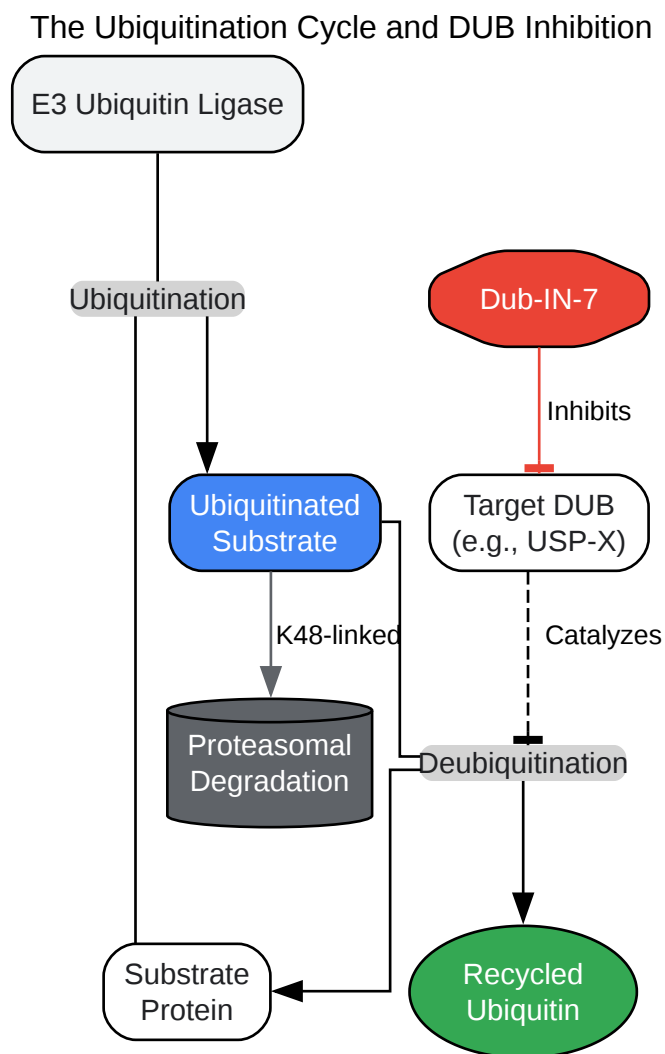 The Ubiquitination Cycle and DUB Inhibition
E3 Ubiquitin Ligase
Ubiquitination
Dub-IN-7
Inhibits
Ubiquitinated
Substrate
Target DUB
(e.g., USP-X)
K48-linked
Catalyzes
Proteasomal
Degradation
Deubiquitination
Substrate
Protein
Recycled
Ubiquitin